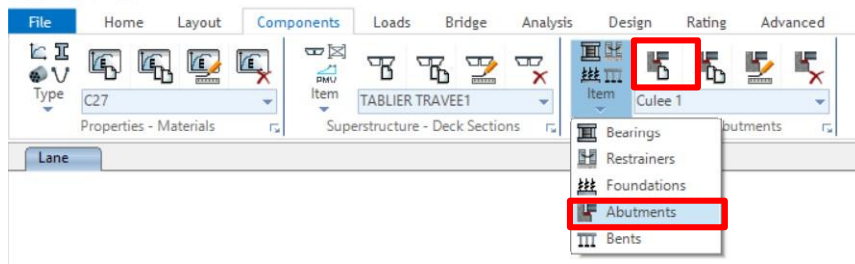 File Home Layout Components Loads Bridge Analysis Design Rating Advanced
Type
C27
Properties - Materials
PMU
Item
TABLIER TRAVEE1
Superstructure - Deck Sections
Item
Culee 1
Lane
Bearings
Restrainers
Foundations
Abutments
Bents